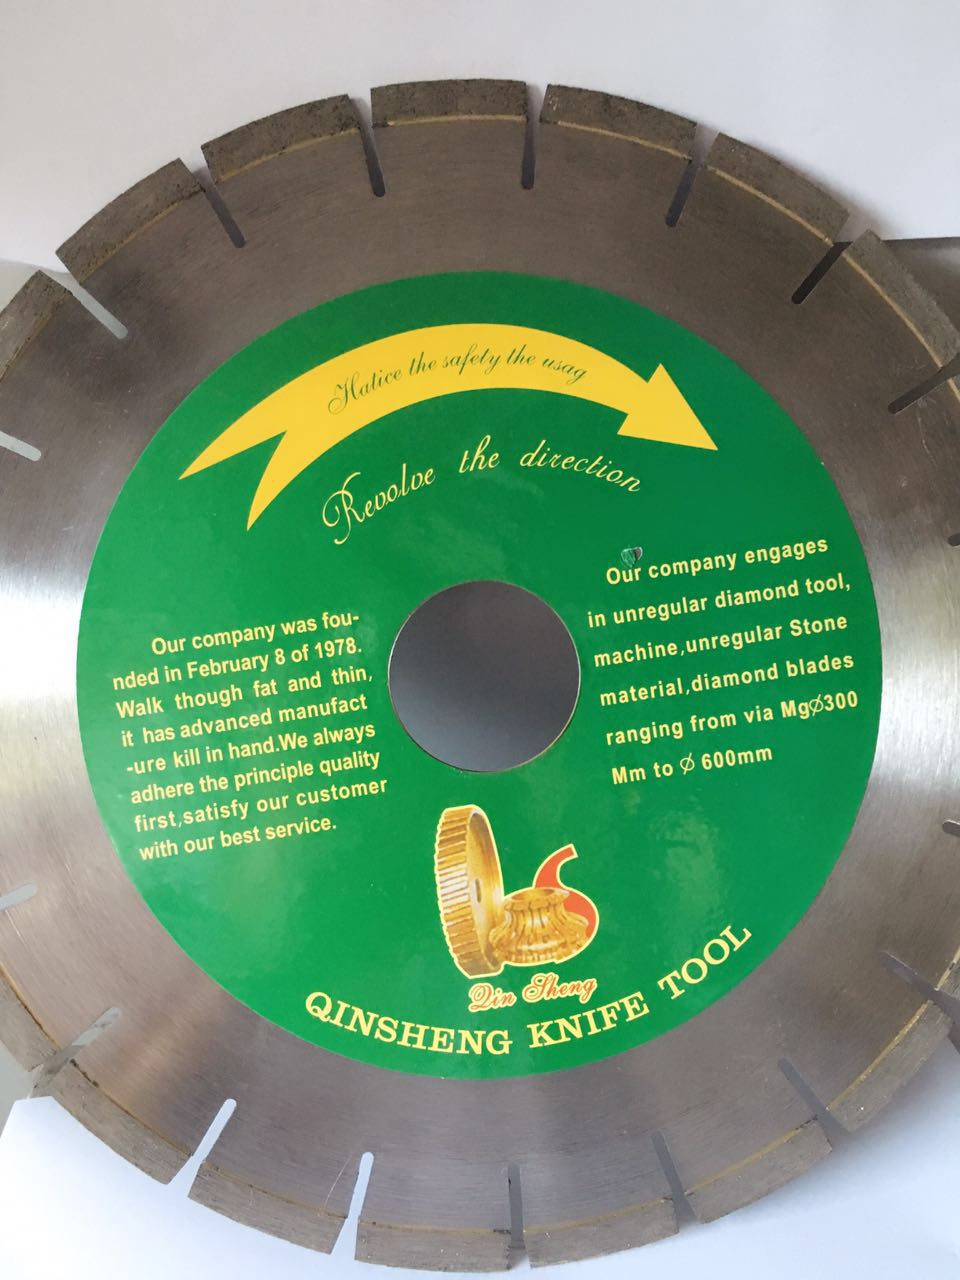 Hatice the safety the usag
Revolve the direction
Our company was fou-
nded in February 8 of 1978.
Walk though fat and thin,
it has advanced manufact
-ure kill in hand.We always
adhere the principle quality
first,satisfy our customer
with our best service.
Our company engages
in unregular diamond tool,
machine,unregular Stone
material,diamond blades
ranging from via MgØ300
Mm to Ø 600mm
Qin Sheng
QINSHENG KNIFE TOOL